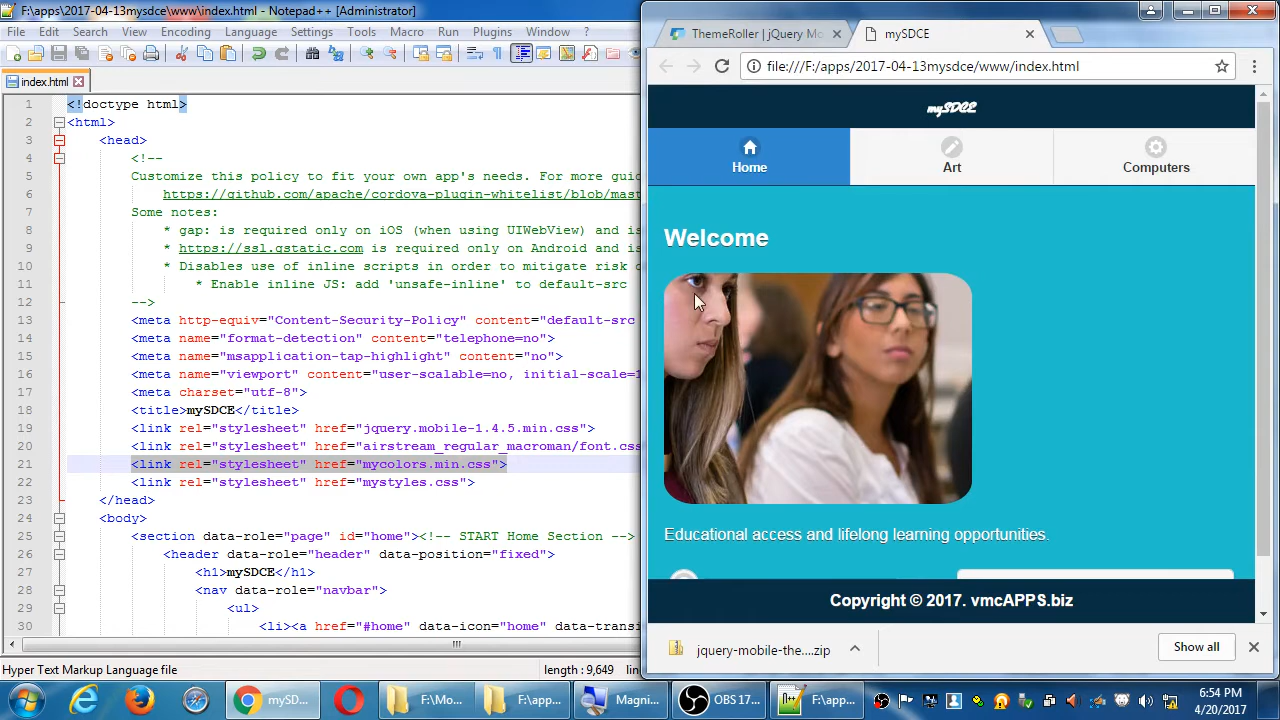 F:\apps\2017-04-13mysdce\www\index.html - Notepad++ [Administrator]
File Edit Search View Encoding Language Settings Tools Macro Run Plugins Window ?
index.html
1 <!doctype html>
2 <html>
3 <head>
4 <!--
5 Customize this policy to fit your own app's needs. For more guid
6 https://github.com/apache/cordova-plugin-whitelist/blob/mast
7 Some notes:
8 * gap: is required only on iOS (when using UIWebView) and is
9 * https://ssl.gstatic.com is required only on Android and is
10 * Disables use of inline scripts in order to mitigate risk o
11 * Enable inline JS: add 'unsafe-inline' to default-src
12 -->
13 <meta http-equiv="Content-Security-Policy" content="default-src
14 <meta name="format-detection" content="telephone=no">
15 <meta name="msapplication-tap-highlight" content="no">
16 <meta name="viewport" content="user-scalable=no, initial-scale=1
17 <meta charset="utf-8">
18 <title>mySDCE</title>
19 <link rel="stylesheet" href="jquery.mobile-1.4.5.min.css">
20 <link rel="stylesheet" href="airstream_regular_macroman/font.css
21 <link rel="stylesheet" href="mycolors.min.css">
22 <link rel="stylesheet" href="mystyles.css">
23 </head>
24 <body>
25 <section data-role="page" id="home"><!-- START Home Section -->
26 <header data-role="header" data-position="fixed">
27 <h1>mySDCE</h1>
28 <nav data-role="navbar">
29 <ul>
30 <li><a href="#home" data-icon="home" data-transi
Hyper Text Markup Language file length : 9,649 lin
ThemeRoller | jQuery Mo mySDCE
file:///F:/apps/2017-04-13mysdce/www/index.html
mySDCE
Home Art Computers
Welcome
Educational access and lifelong learning opportunities.
Copyright © 2017. vmcAPPS.biz
jquery-mobile-the....zip Show all
mySD... F:\Mo... F:\app... Magni... OBS 17... F:\app...
6:54 PM
4/20/2017